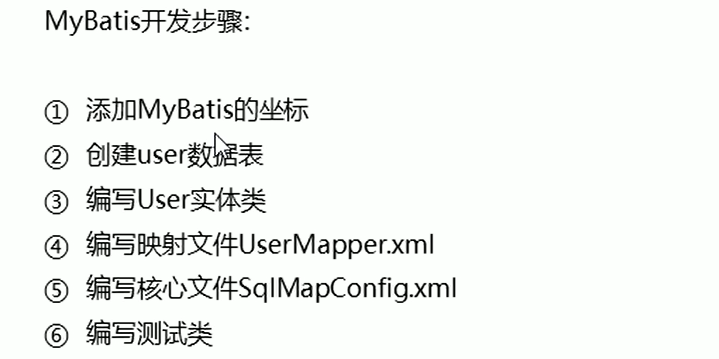 MyBatis开发步骤:
① 添加MyBatis的坐标
② 创建user数据表
③ 编写User实体类
④ 编写映射文件UserMapper.xml
⑤ 编写核心文件SqlMapConfig.xml
⑥ 编写测试类